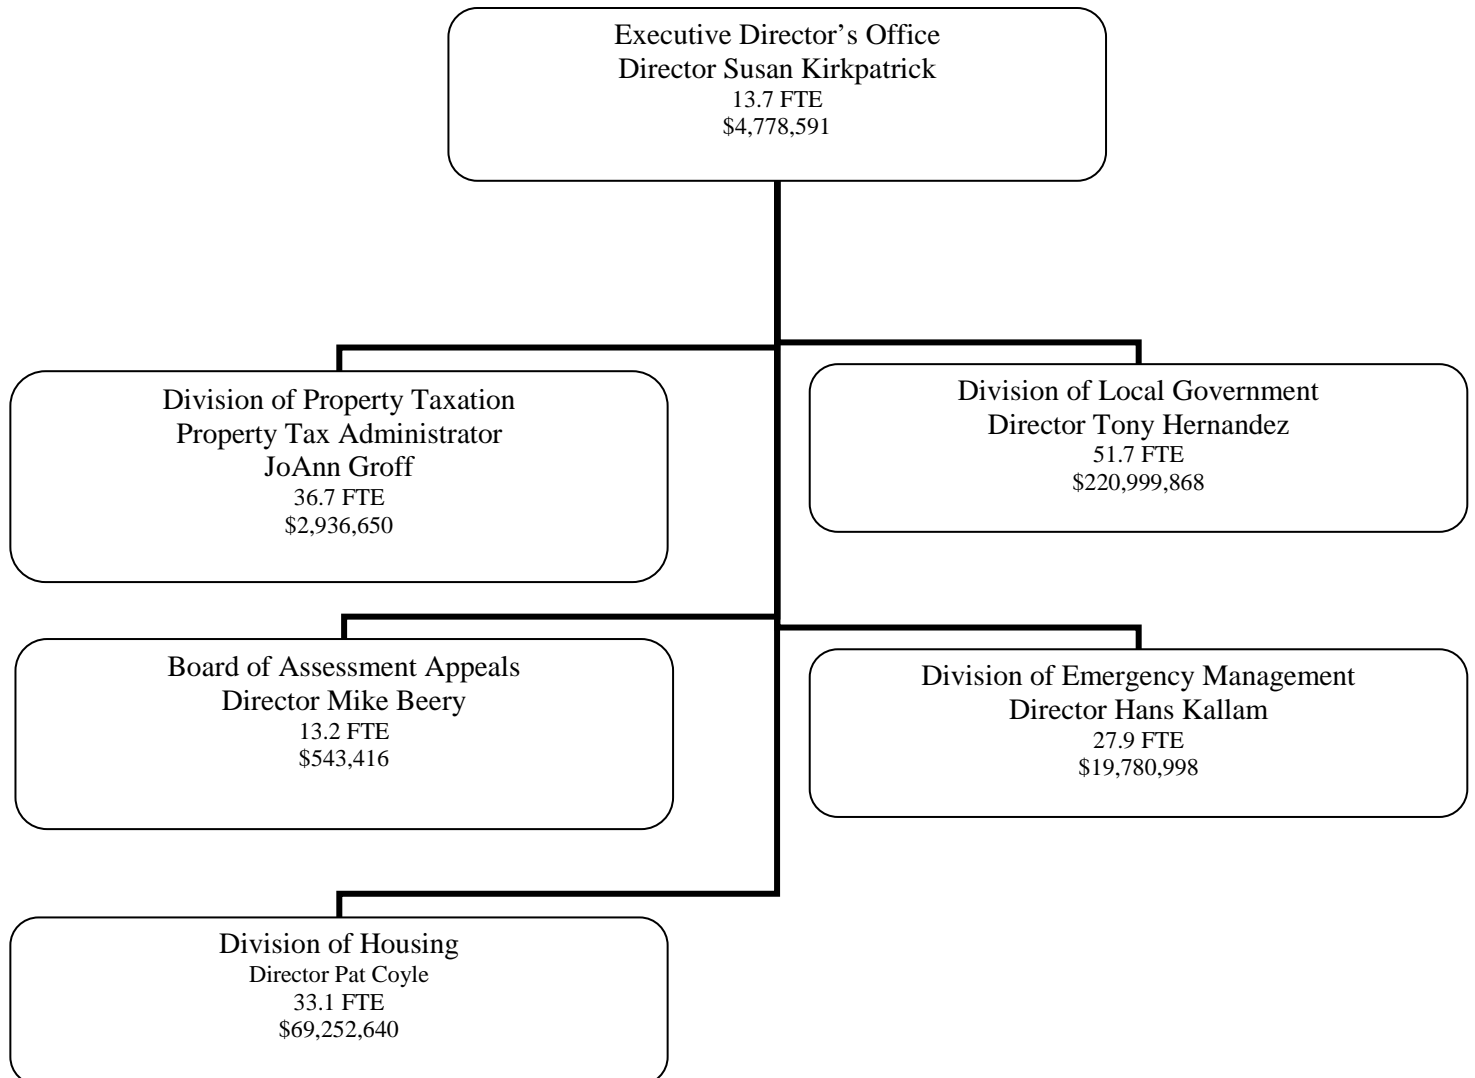 Executive Director’s Office
Director Susan Kirkpatrick
13.7 FTE
$4,778,591
Division of Property Taxation
Property Tax Administrator
JoAnn Groff
36.7 FTE
$2,936,650
Division of Local Government
Director Tony Hernandez
51.7 FTE
$220,999,868
Board of Assessment Appeals
Director Mike Beery
13.2 FTE
$543,416
Division of Emergency Management
Director Hans Kallam
27.9 FTE
$19,780,998
Division of Housing
Director Pat Coyle
33.1 FTE
$69,252,640